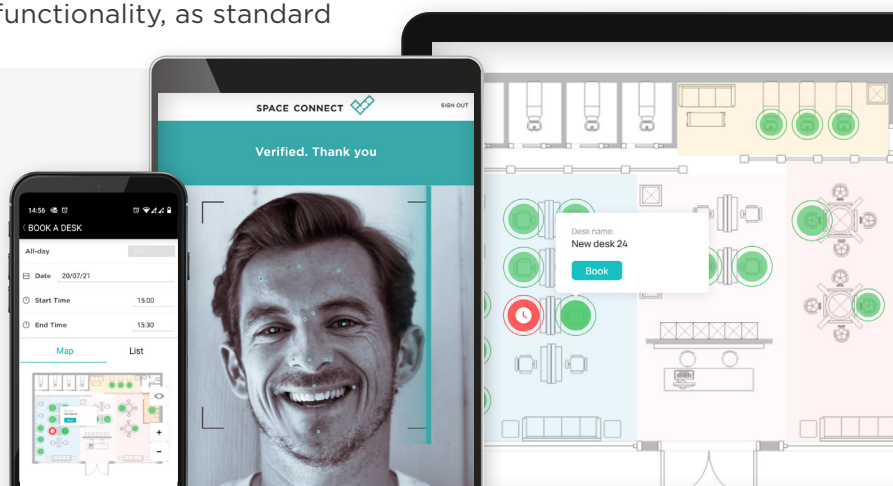 functionality, as standard
SPACE CONNECT
SIGN OUT
Verified. Thank you
14:56
BOOK A DESK
All-day
Date 20/07/21
Start Time 15:00
End Time 15:30
Map List
Desk name:
New desk 24
Book